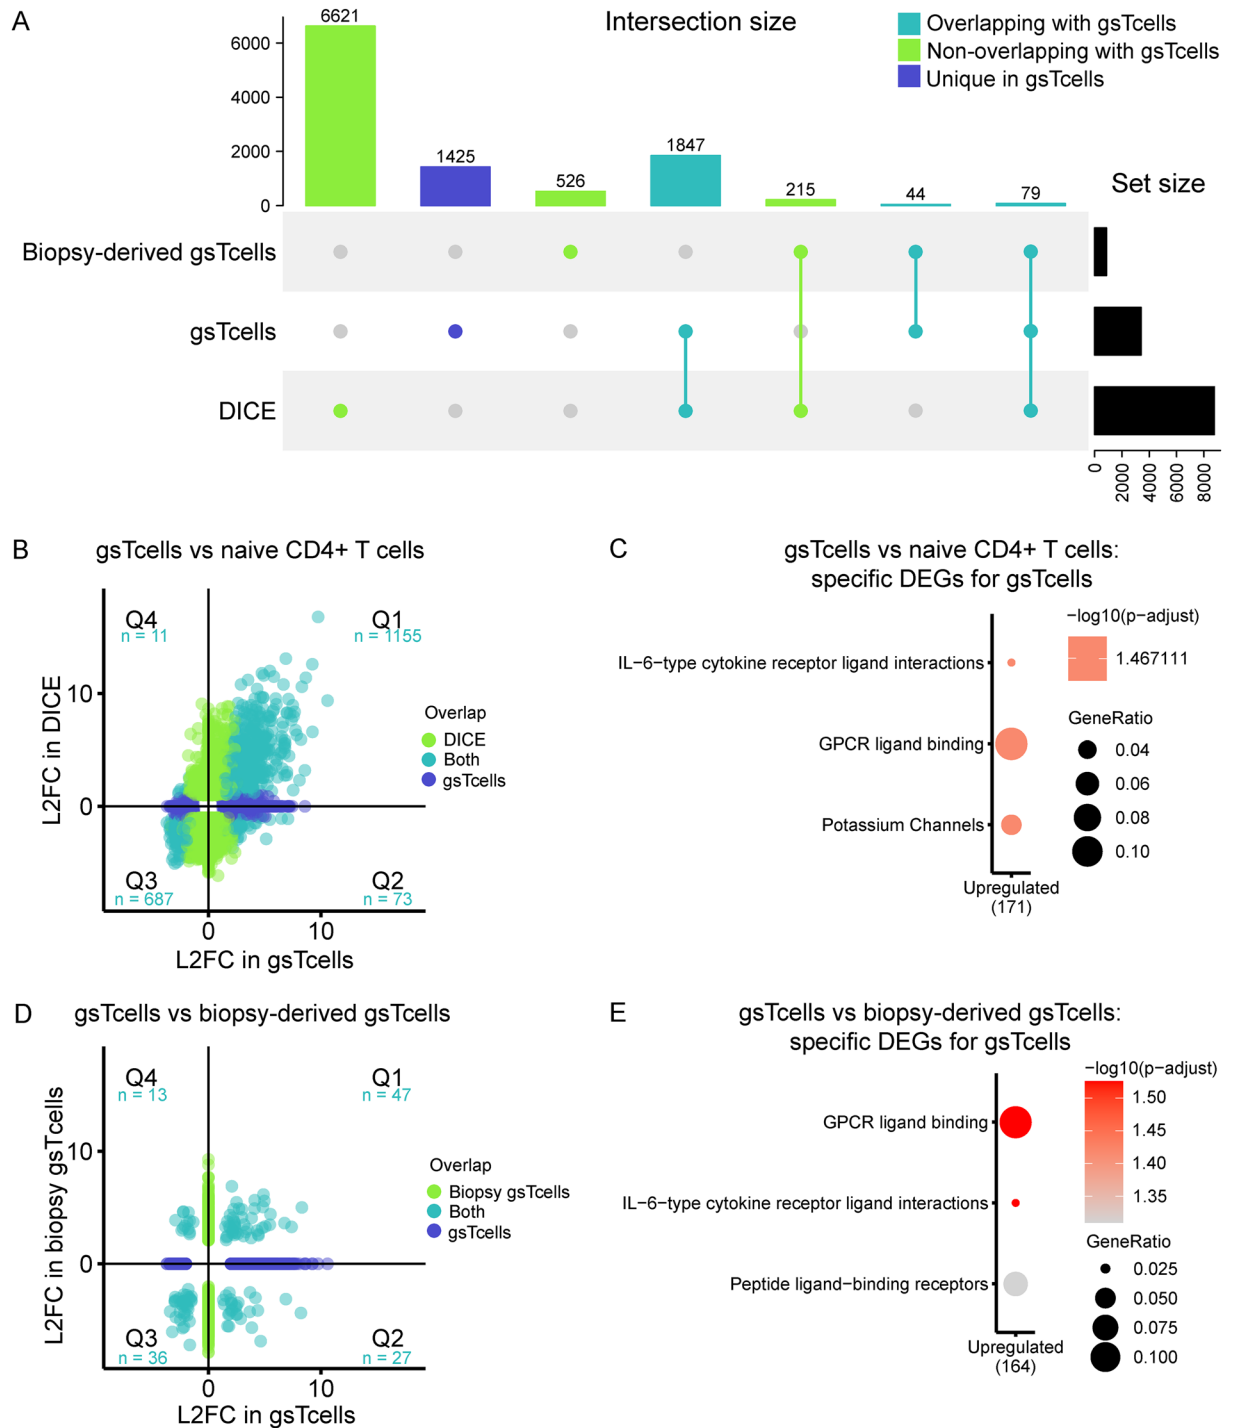 A
Intersection size
Overlapping with gsTcells
Non-overlapping with gsTcells
Unique in gsTcells
6621
1425
526
1847
215
44
79
6000
4000
2000
0
Set size
Biopsy-derived gsTcells
gsTcells
DICE
0
2000
4000
6000
8000
B
gsTcells vs naive CD4+ T cells
Q4
n = 11
Q1
n = 1155
L2FC in DICE
10
0
Q3
n = 687
Q2
n = 73
0
10
L2FC in gsTcells
Overlap
DICE
Both
gsTcells
C
gsTcells vs naive CD4+ T cells:
specific DEGs for gsTcells
IL−6−type cytokine receptor ligand interactions
GPCR ligand binding
Potassium Channels
Upregulated
(171)
−log10(p−adjust)
1.467111
GeneRatio
0.04
0.06
0.08
0.10
D
gsTcells vs biopsy-derived gsTcells
Q4
n = 13
Q1
n = 47
L2FC in biopsy gsTcells
10
0
Q3
n = 36
Q2
n = 27
0
10
L2FC in gsTcells
Overlap
Biopsy gsTcells
Both
gsTcells
E
gsTcells vs biopsy-derived gsTcells:
specific DEGs for gsTcells
GPCR ligand binding
IL−6−type cytokine receptor ligand interactions
Peptide ligand−binding receptors
Upregulated
(164)
−log10(p−adjust)
1.50
1.45
1.40
1.35
GeneRatio
0.025
0.050
0.075
0.100